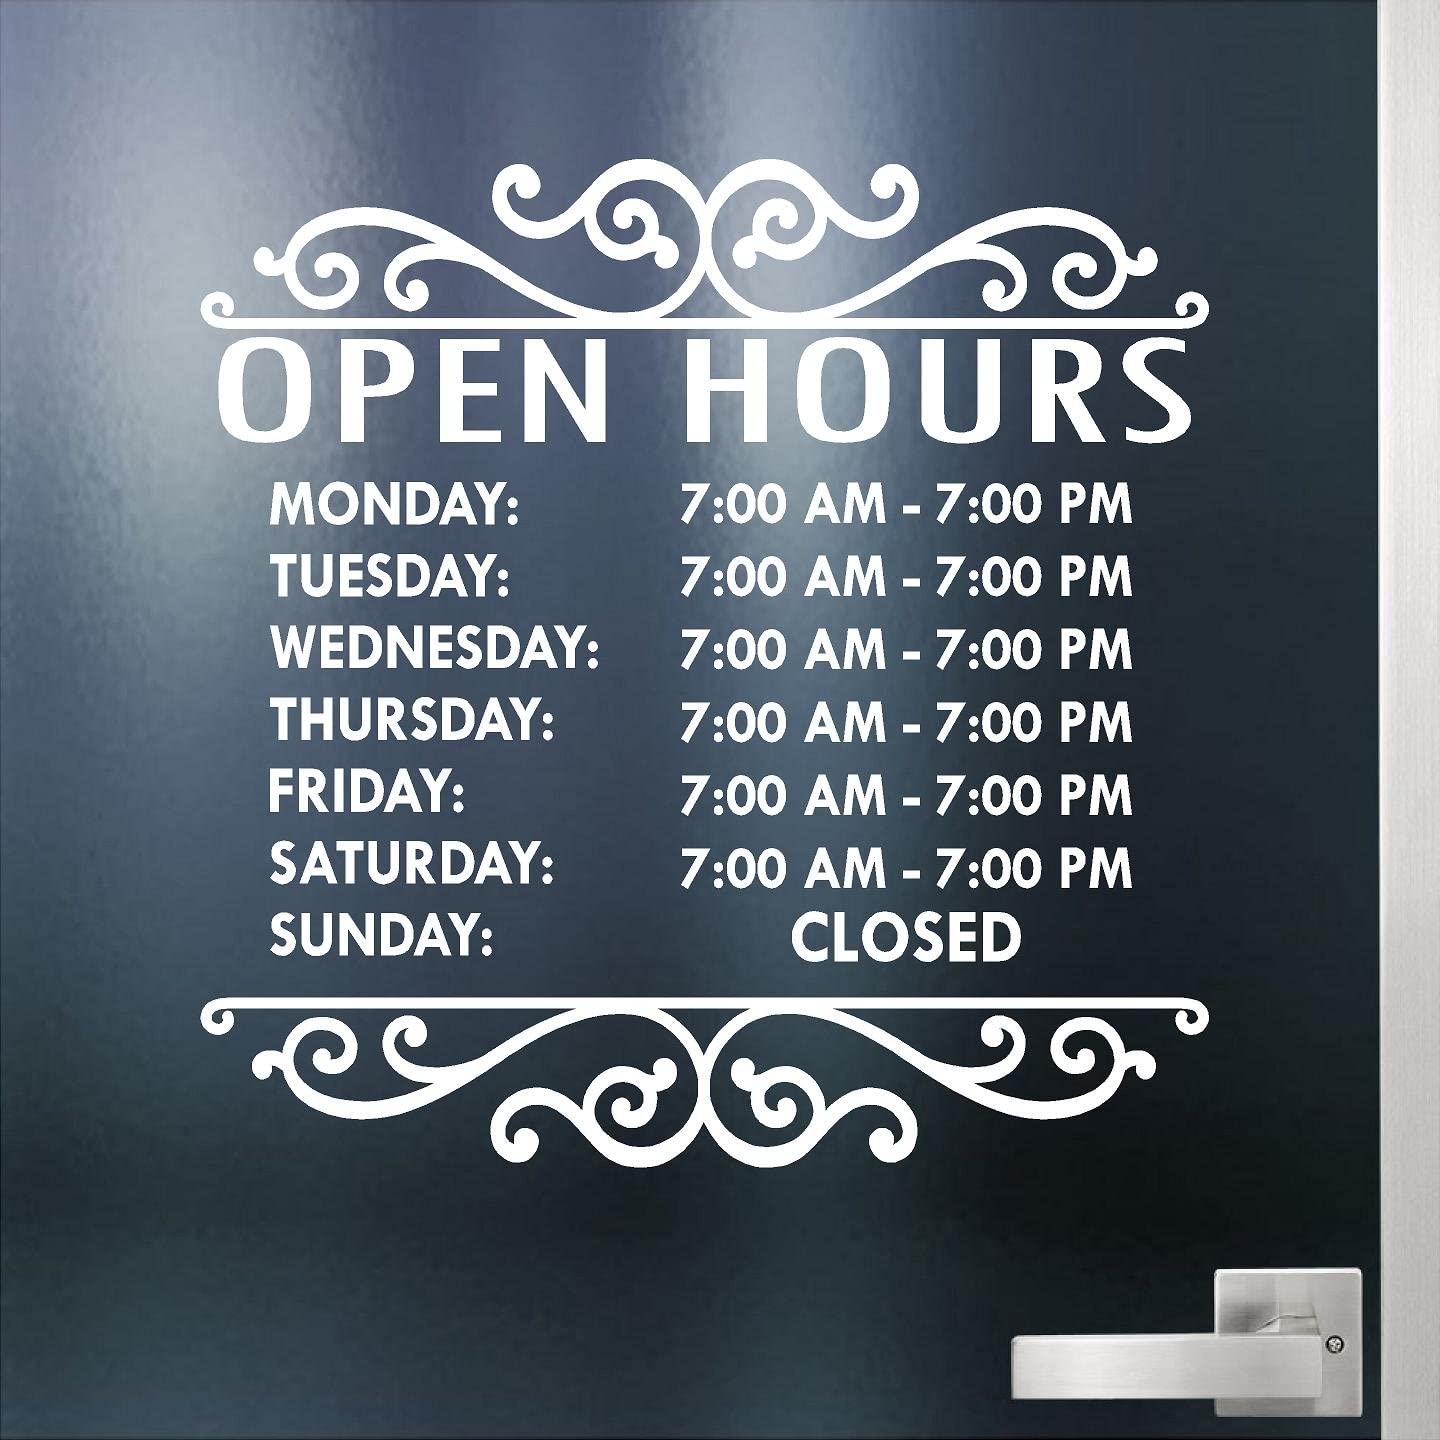 OPEN HOURS
MONDAY: 7:00 AM - 7:00 PM
TUESDAY: 7:00 AM - 7:00 PM
WEDNESDAY: 7:00 AM - 7:00 PM
THURSDAY: 7:00 AM - 7:00 PM
FRIDAY: 7:00 AM - 7:00 PM
SATURDAY: 7:00 AM - 7:00 PM
SUNDAY: CLOSED